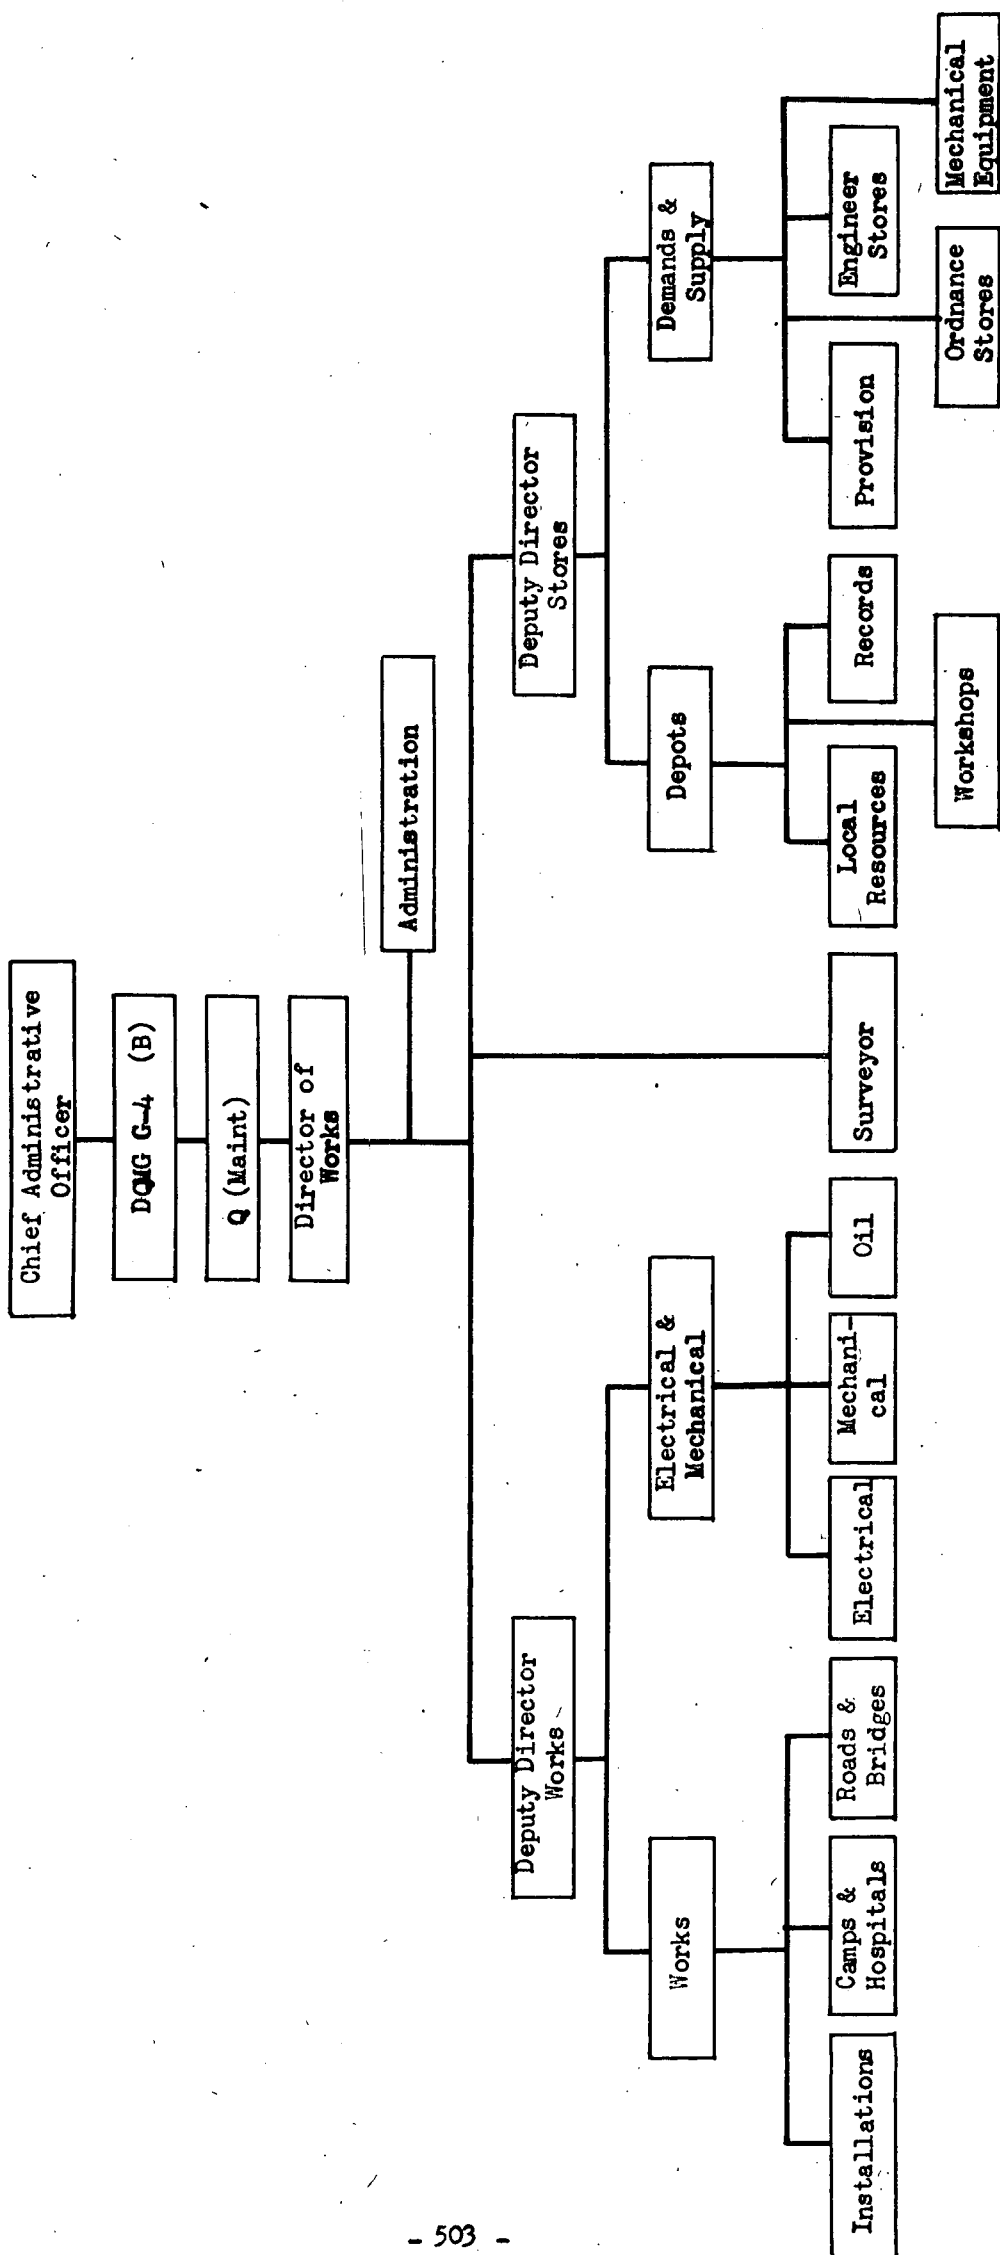 Chief Administrative
Officer
DQMG G-4 (B)
Q (Maint)
Director of
Works
Administration
Deputy Director
Works
Deputy Director
Stores
Works
Electrical &
Mechanical
Depots
Demands &
Supply
Installations
Camps &
Hospitals
Roads &
Bridges
Electrical
Mechani-
cal
Oil
Surveyor
Local
Resources
Records
Provision
Engineer
Stores
Workshops
Ordnance
Stores
Mechanical
Equipment
- 503 -